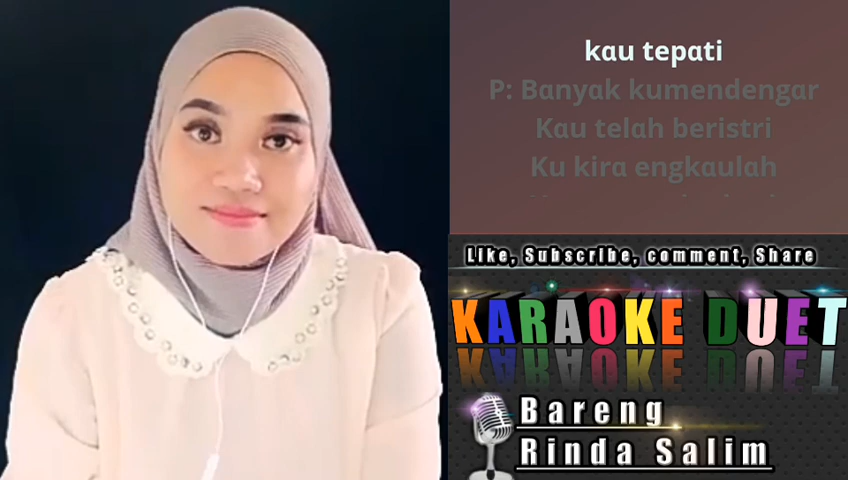 kau tepati
P: Banyak kumendengar
Kau telah beristri
Ku kira engkaulah
Like, Subscribe, comment, Share
KARAOKE DUET
Bareng
Rinda Salim